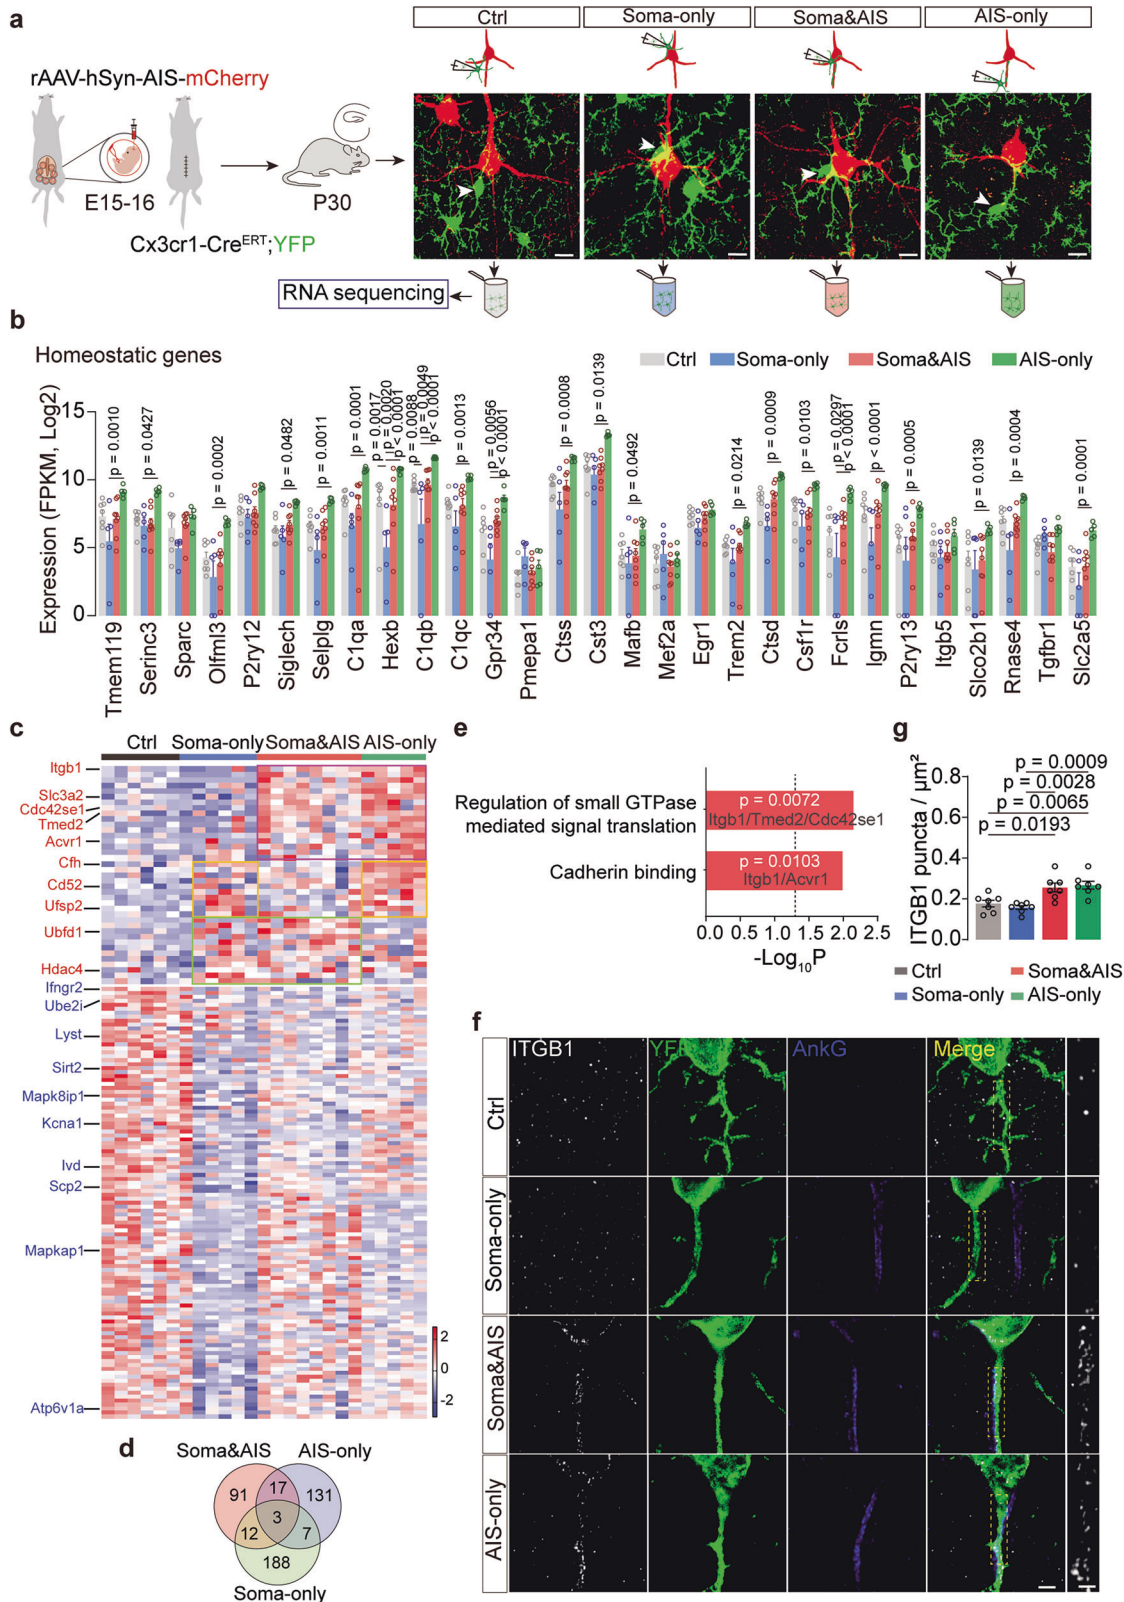 a
Ctrl
Soma-only
Soma&AIS
AIS-only
rAAV-hSyn-AIS-mCherry
E15-16
P30
Cx3cr1-Cre^ERT;YFP
RNA sequencing
b
Homeostatic genes
Ctrl
Soma-only
Soma&AIS
AIS-only
Expression (FPKM, Log2)
15
10
5
0
p = 0.0010
p = 0.0427
p = 0.0002
p = 0.0482
p = 0.0011
p = 0.0001
p = 0.0017
p = 0.0020
p < 0.0001
p = 0.0088
p = 0.0049
p < 0.0001
p = 0.0013
p = 0.0056
p < 0.0001
p = 0.0008
p = 0.0139
p = 0.0492
p = 0.0214
p = 0.0009
p = 0.0103
p = 0.0297
p < 0.0001
p < 0.0001
p = 0.0005
p = 0.0139
p = 0.0004
p = 0.0001
Tmem119
Serinc3
Sparc
Olfml3
P2ry12
Siglech
Selplg
C1qa
Hexb
C1qb
C1qc
Gpr34
Pmepa1
Ctss
Cst3
Mafb
Mef2a
Egr1
Trem2
Ctsd
Csf1r
Fcrls
Igmn
P2ry13
Itgb5
Slco2b1
Rnase4
Tgfbr1
Slc2a5
c
Ctrl
Soma-only
Soma&AIS
AIS-only
Itgb1
Slc3a2
Cdc42se1
Tmed2
Acvr1
Cfh
Cd52
Ufsp2
Ubfd1
Hdac4
Ifngr2
Ube2i
Lyst
Sirt2
Mapk8ip1
Kcna1
Ivd
Scp2
Mapkap1
Atp6v1a
2
0
-2
d
Soma&AIS
AIS-only
91
17
131
3
12
7
188
Soma-only
e
Regulation of small GTPase
mediated signal translation
p = 0.0072
Itgb1/Tmed2/Cdc42se1
Cadherin binding
p = 0.0103
Itgb1/Acvr1
0.0 0.5 1.0 1.5 2.0 2.5
-Log₁₀P
g
ITGB1 puncta / μm²
0.8
0.6
0.4
0.2
0
p = 0.0009
p = 0.0028
p = 0.0065
p = 0.0193
Ctrl
Soma&AIS
Soma-only
AIS-only
f
ITGB1
YFP
AnkG
Merge
Ctrl
Soma-only
Soma&AIS
AIS-only